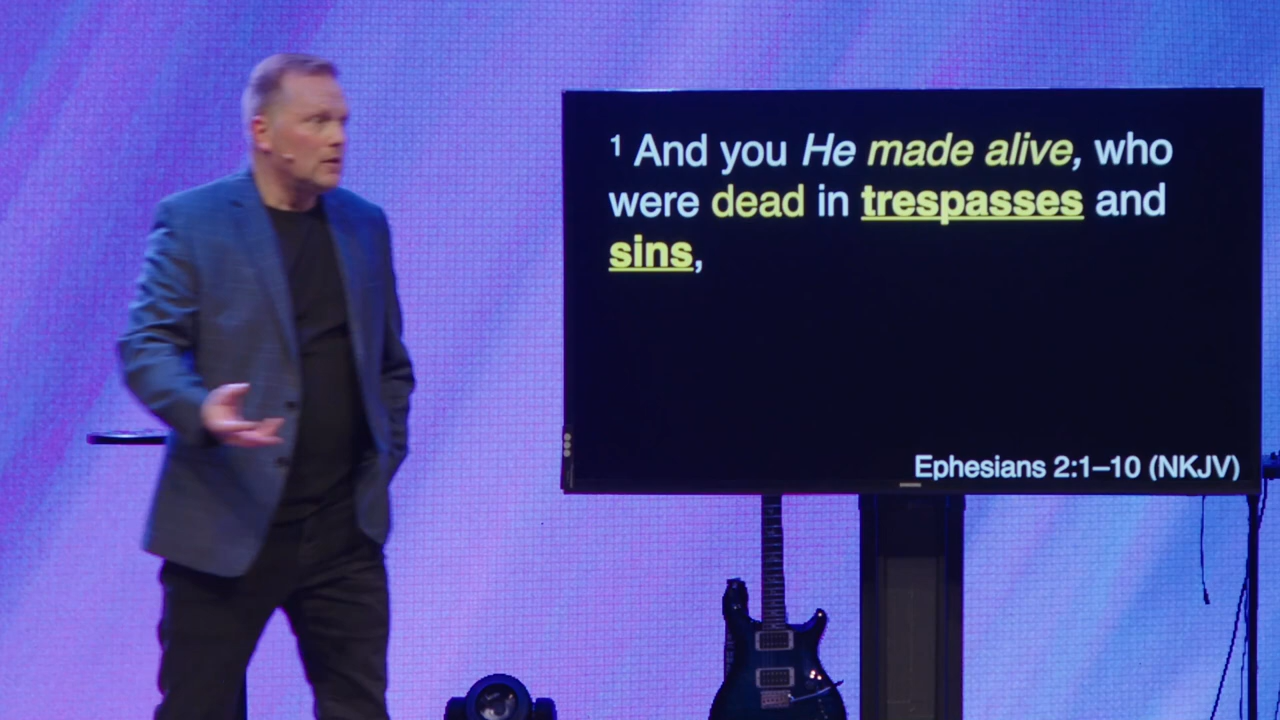 1 And you He made alive, who
were dead in trespasses and
sins,
Ephesians 2:1–10 (NKJV)